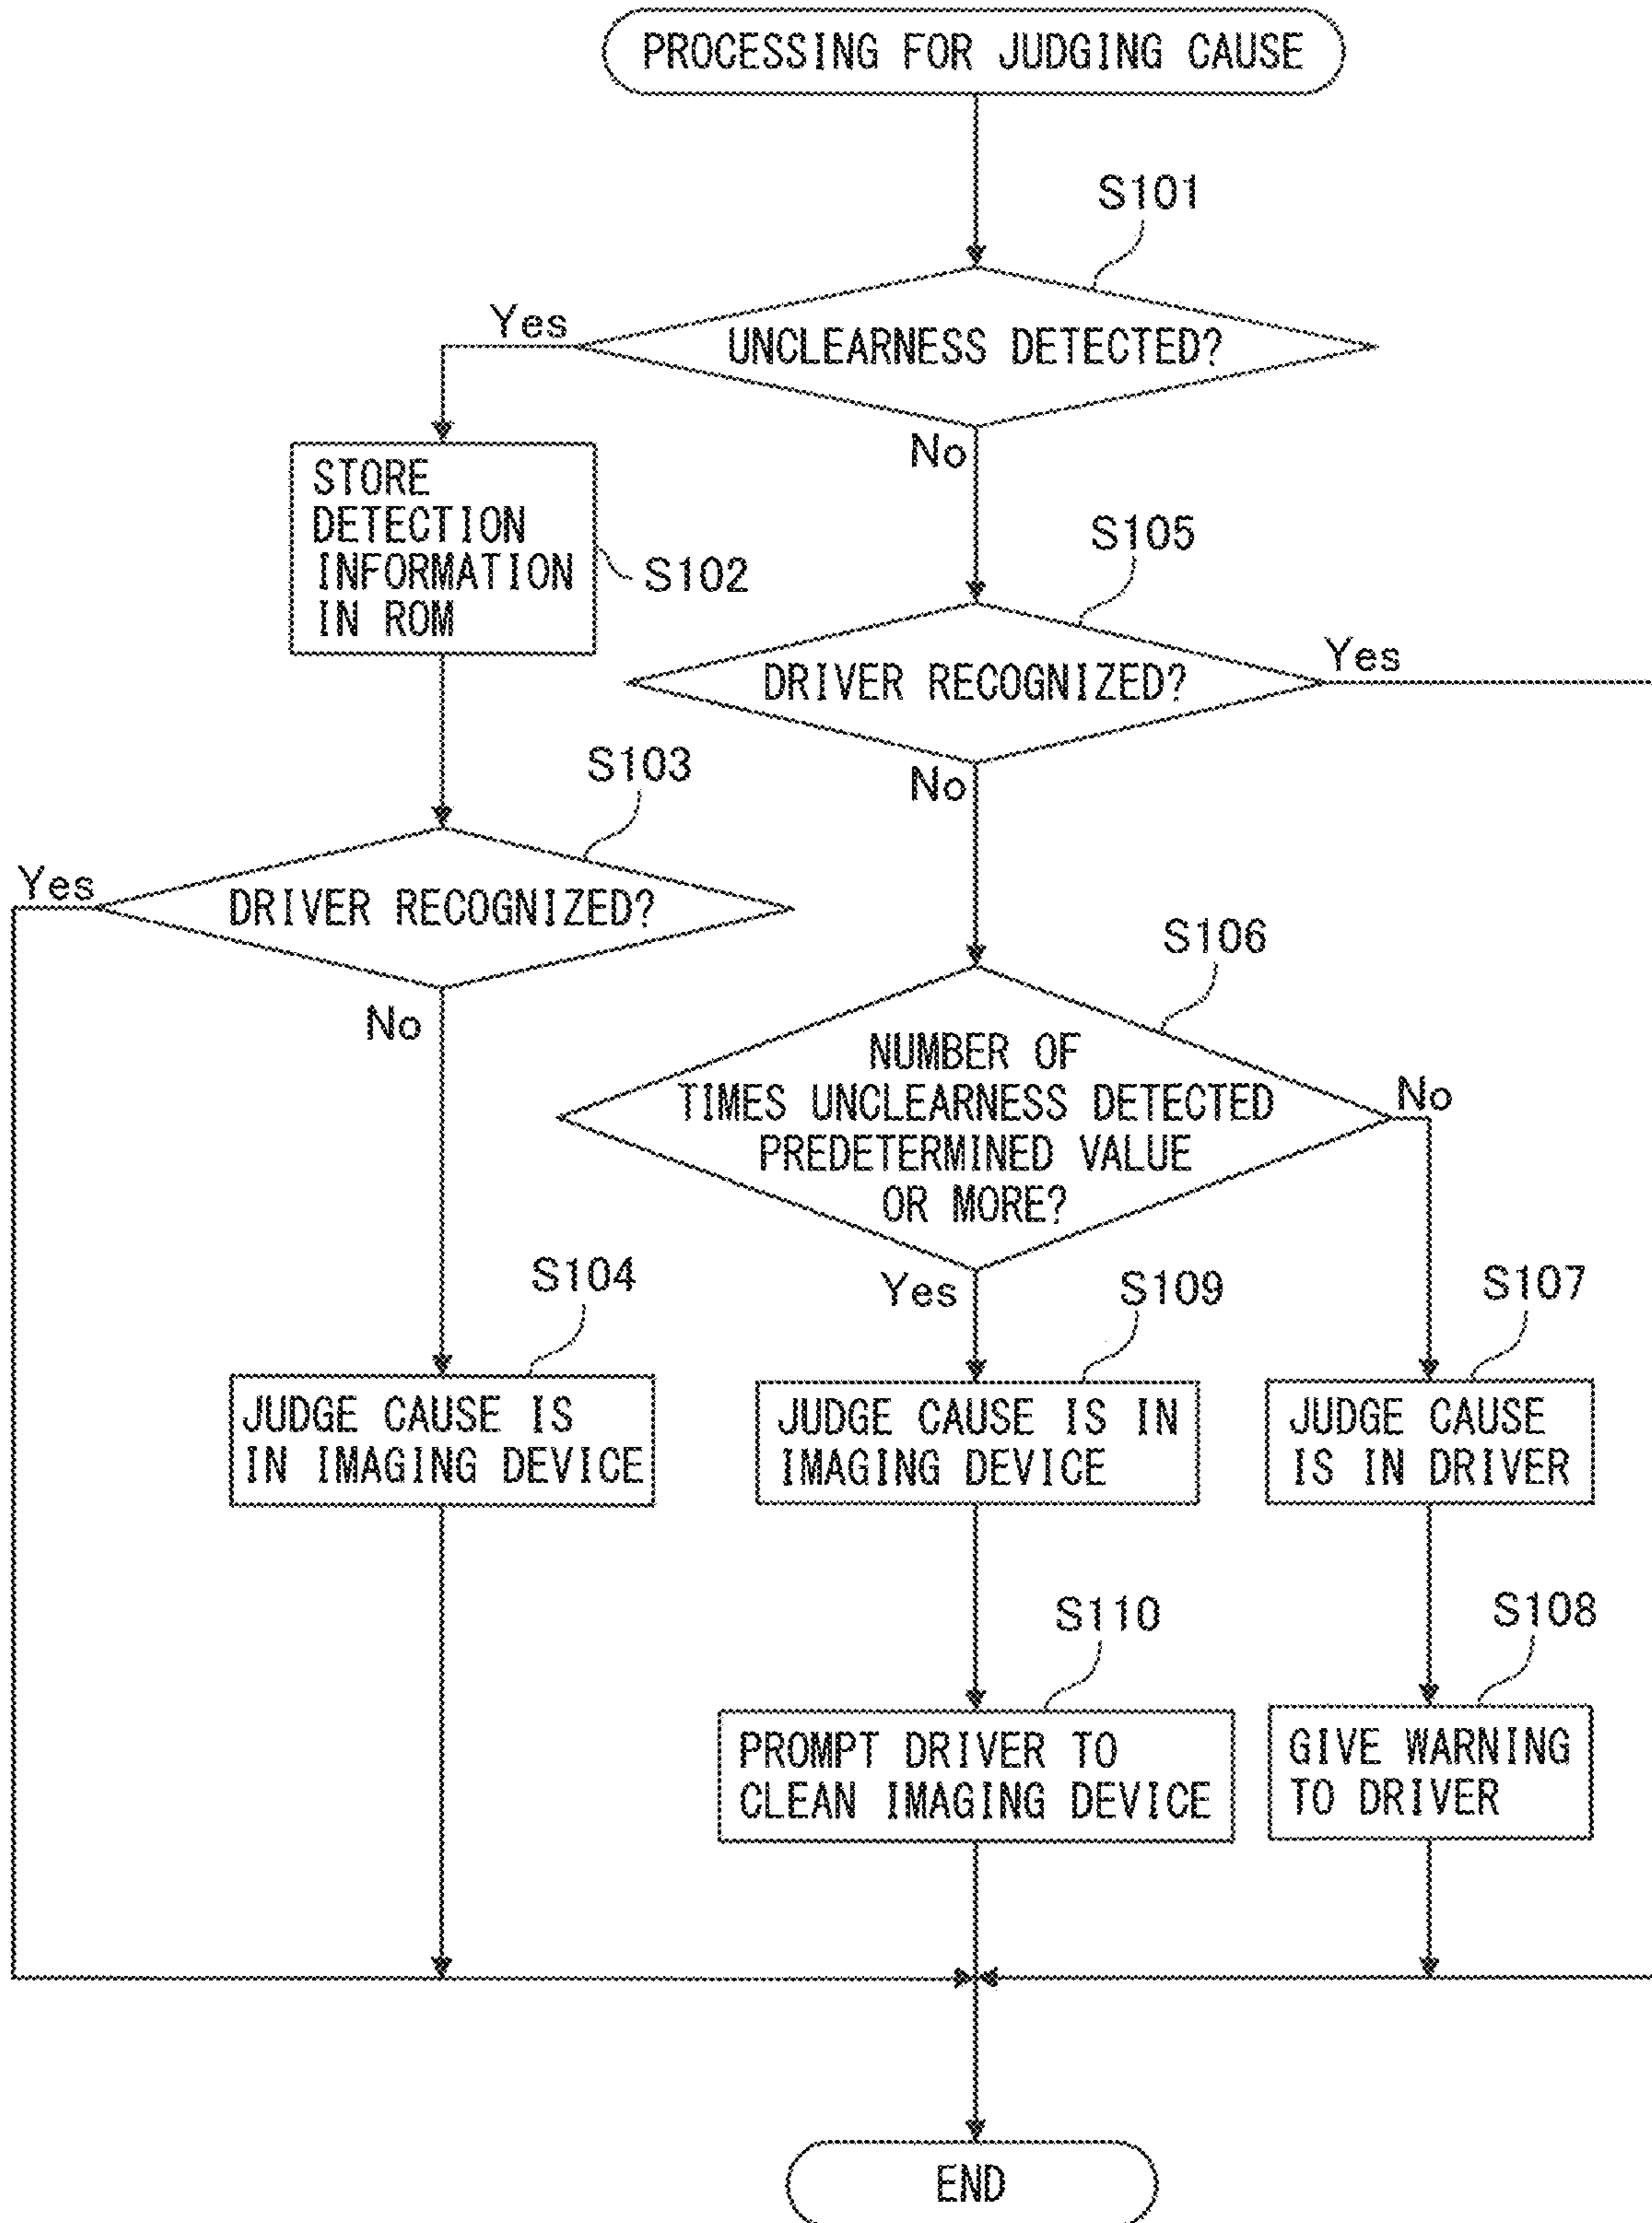 PROCESSING FOR JUDGING CAUSE
S101
Yes
UNCLEARNESS DETECTED?
No
STORE
DETECTION
INFORMATION
IN ROM
S102
S105
DRIVER RECOGNIZED?
Yes
No
S103
Yes
DRIVER RECOGNIZED?
No
S106
NUMBER OF
TIMES UNCLEARNESS DETECTED
PREDETERMINED VALUE
OR MORE?
No
Yes
S104
JUDGE CAUSE IS
IN IMAGING DEVICE
S109
JUDGE CAUSE IS IN
IMAGING DEVICE
S107
JUDGE CAUSE
IS IN DRIVER
S110
PROMPT DRIVER TO
CLEAN IMAGING DEVICE
S108
GIVE WARNING
TO DRIVER
END